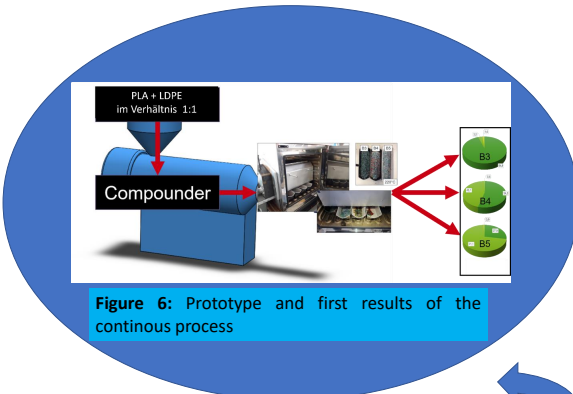 PLA + LDPE
im Verhältnis 1:1
Compounder
220°C
B3
B4
B5
Figure 6: Prototype and first results of the
continous process